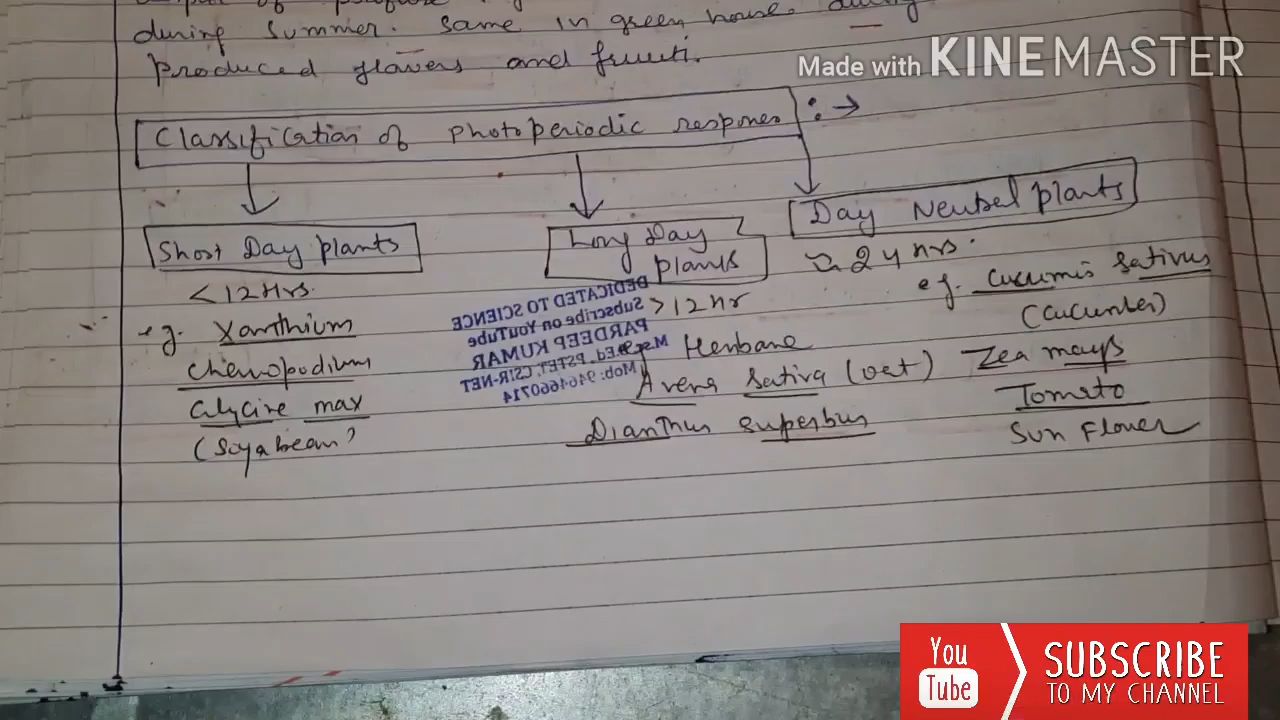 during summer. Same in green house. during
produced flowers and fruit.
Made with KINEMASTER
Classification of photoperiodic response :→
Short Day plants
< 12 Hrs.
e.g. Xanthium
Chenopodium
Glycine max
(Soyabean)
Long Day
plants
> 12 hr
Henbane
Avena Sativa (Oat)
Dianthus superbus
Day Neutral plants
24 hrs.
e.g. Cucumis sativus
(Cucumber)
Zea mays
Tomato
Sun Flower
DEDICATED TO SCIENCE
Subscribe on YouTube
PARDEEP KUMAR
M.Sc, B.Ed, PSTET, CSIR-NET
You
Tube
SUBSCRIBE
TO MY CHANNEL